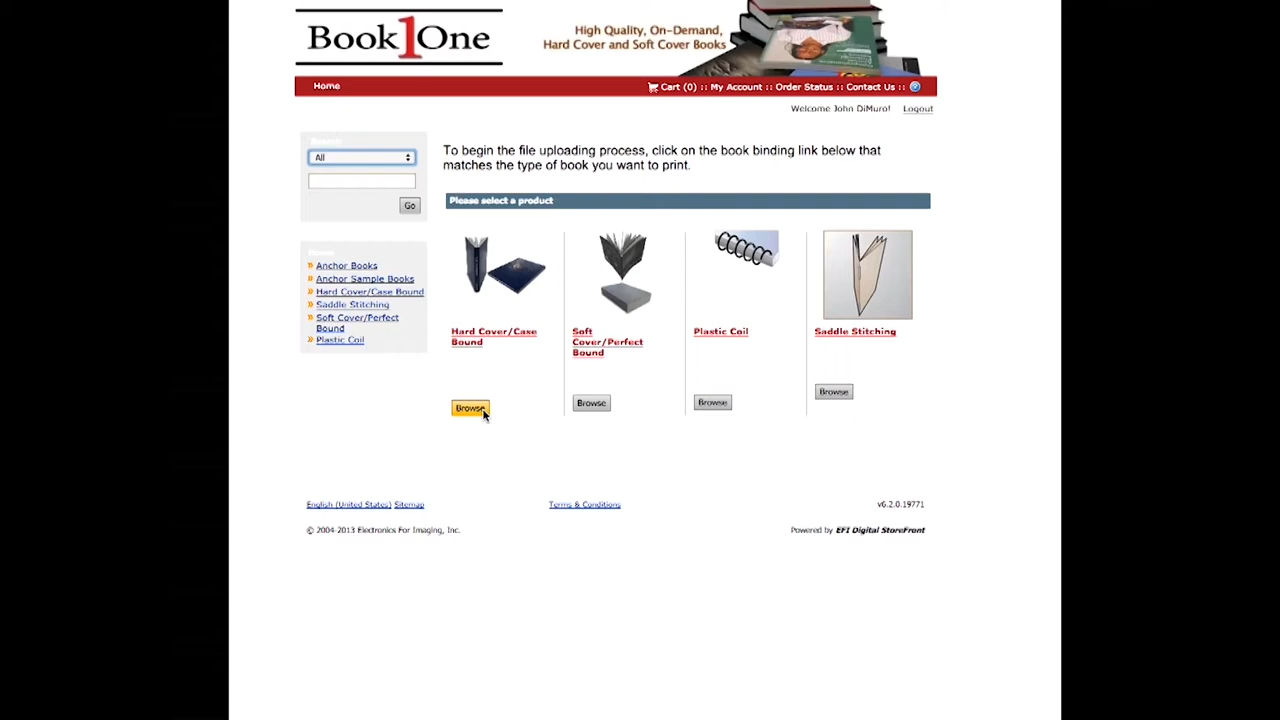 Book1One
High Quality, On-Demand,
Hard Cover and Soft Cover Books
Home
Cart (0) :: My Account :: Order Status :: Contact Us :: ?
Welcome John DiMuro! Logout
All
Go
To begin the file uploading process, click on the book binding link below that
matches the type of book you want to print.
Please select a product
» Anchor Books
» Anchor Sample Books
» Hard Cover/Case Bound
» Saddle Stitching
» Soft Cover/Perfect
Bound
» Plastic Coil
Hard Cover/Case
Bound
Browse
Soft
Cover/Perfect
Bound
Browse
Plastic Coil
Browse
Saddle Stitching
Browse
English (United States) Sitemap
Terms & Conditions
v6.2.0.19771
© 2004-2013 Electronics For Imaging, Inc.
Powered by EFI Digital StoreFront